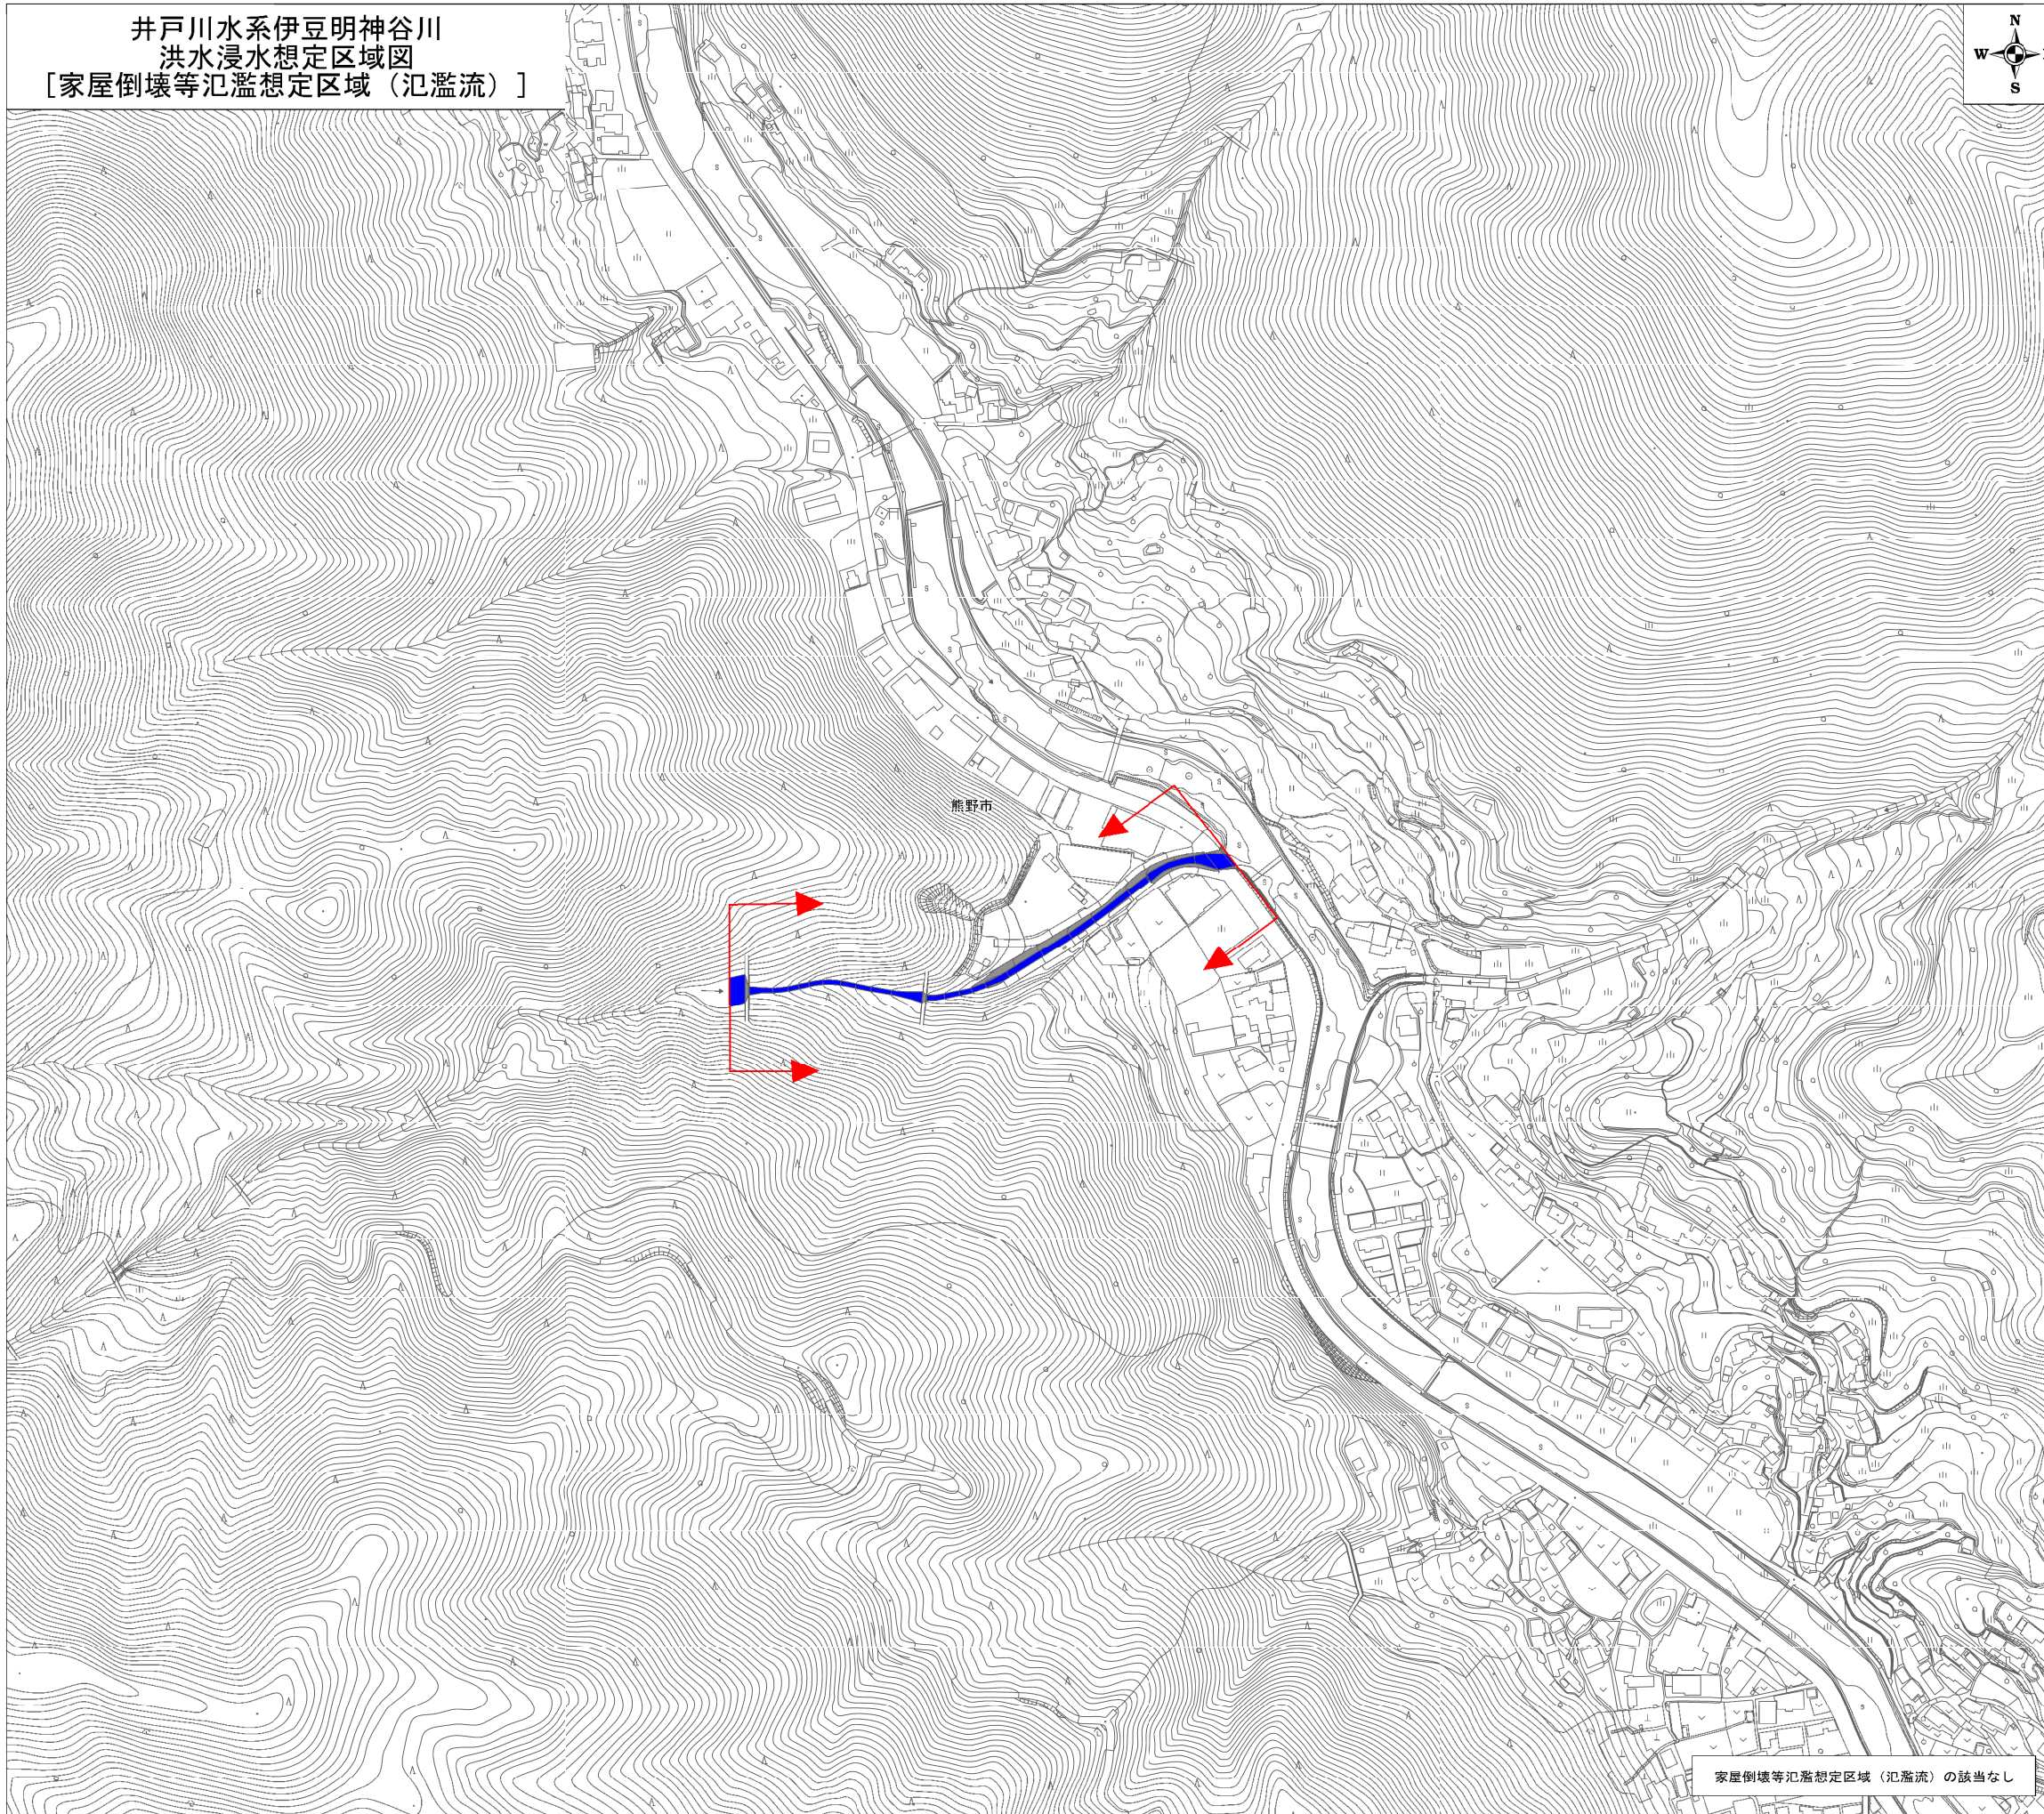 井戸川水系伊豆明神谷川
洪水浸水想定区域図
[家屋倒壊等氾濫想定区域（氾濫流）]
N
W
S
熊野市
家屋倒壊等氾濫想定区域（氾濫流）の該当なし